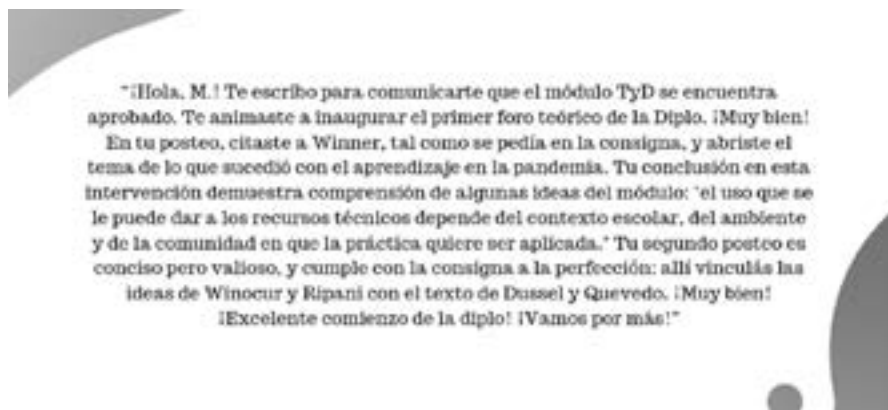 "¡Hola, M.! Te escribo para comunicarte que el módulo TyD se encuentra
aprobado. Te animaste a inaugurar el primer foro teórico de la Diplo. ¡Muy bien!
En tu posteo, citaste a Winner, tal como se pedía en la consigna, y abriste el
tema de lo que sucedió con el aprendizaje en la pandemia. Tu conclusión en esta
intervención demuestra comprensión de algunas ideas del módulo: "el uso que se
le puede dar a los recursos técnicos depende del contexto escolar, del ambiente
y de la comunidad en que la práctica quiere ser aplicada." Tu segundo posteo es
conciso pero valioso, y cumple con la consigna a la perfección: allí vinculás las
ideas de Winocur y Ripani con el texto de Dussel y Quevedo. ¡Muy bien!
¡Excelente comienzo de la diplo! ¡Vamos por más!"